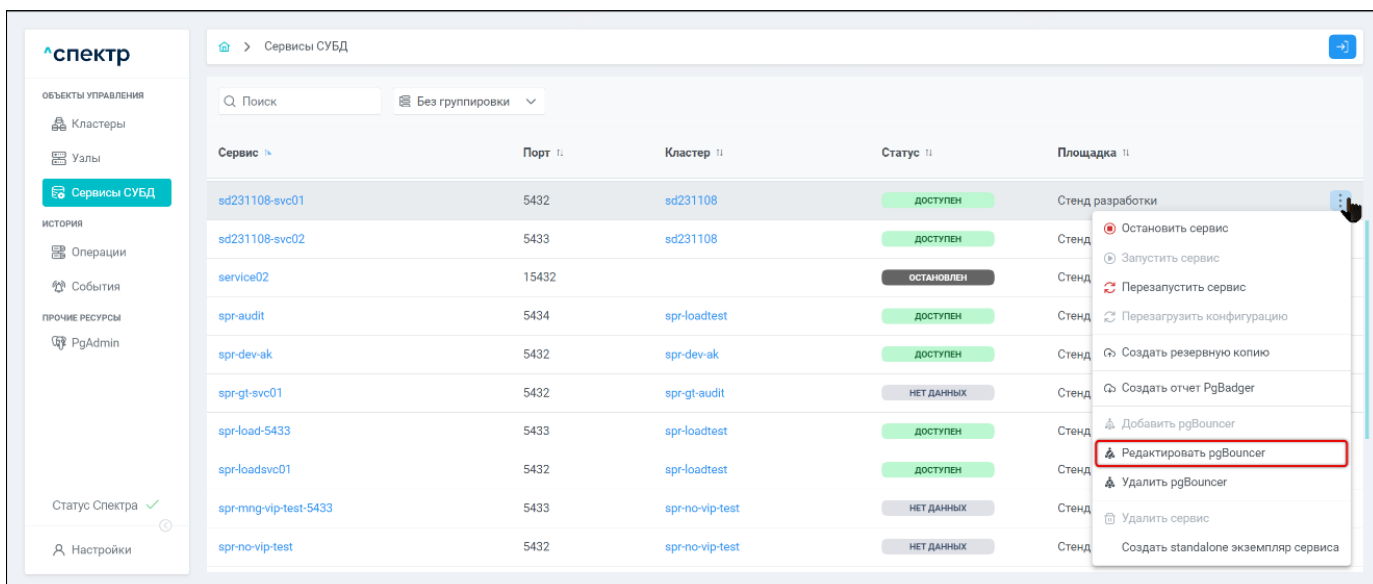 ^спектр
ОБЪЕКТЫ УПРАВЛЕНИЯ
Кластеры
Узлы
Сервисы СУБД
ИСТОРИЯ
Операции
События
ПРОЧИЕ РЕСУРСЫ
PgAdmin
Статус Спектра
Настройки
> Сервисы СУБД
Поиск Без группировки
Сервис Порт Кластер Статус Площадка
sd231108-svc01 5432 sd231108 ДОСТУПЕН Стенд разработки
sd231108-svc02 5433 sd231108 ДОСТУПЕН Стенд
service02 15432 ОСТАНОВЛЕН Стенд
spr-audit 5434 spr-loadtest ДОСТУПЕН Стенд
spr-dev-ak 5432 spr-dev-ak ДОСТУПЕН Стенд
spr-gt-svc01 5432 spr-gt-audit НЕТ ДАННЫХ Стенд
spr-load-5433 5433 spr-loadtest ДОСТУПЕН Стенд
spr-loadsvc01 5432 spr-loadtest ДОСТУПЕН Стенд
spr-mng-vip-test-5433 5433 spr-no-vip-test НЕТ ДАННЫХ Стенд
spr-no-vip-test 5432 spr-no-vip-test НЕТ ДАННЫХ Стенд
Остановить сервис
Запустить сервис
Перезапустить сервис
Перезагрузить конфигурацию
Создать резервную копию
Создать отчет PgBadger
Добавить pgBouncer
Редактировать pgBouncer
Удалить pgBouncer
Удалить сервис
Создать standalone экземпляр сервиса